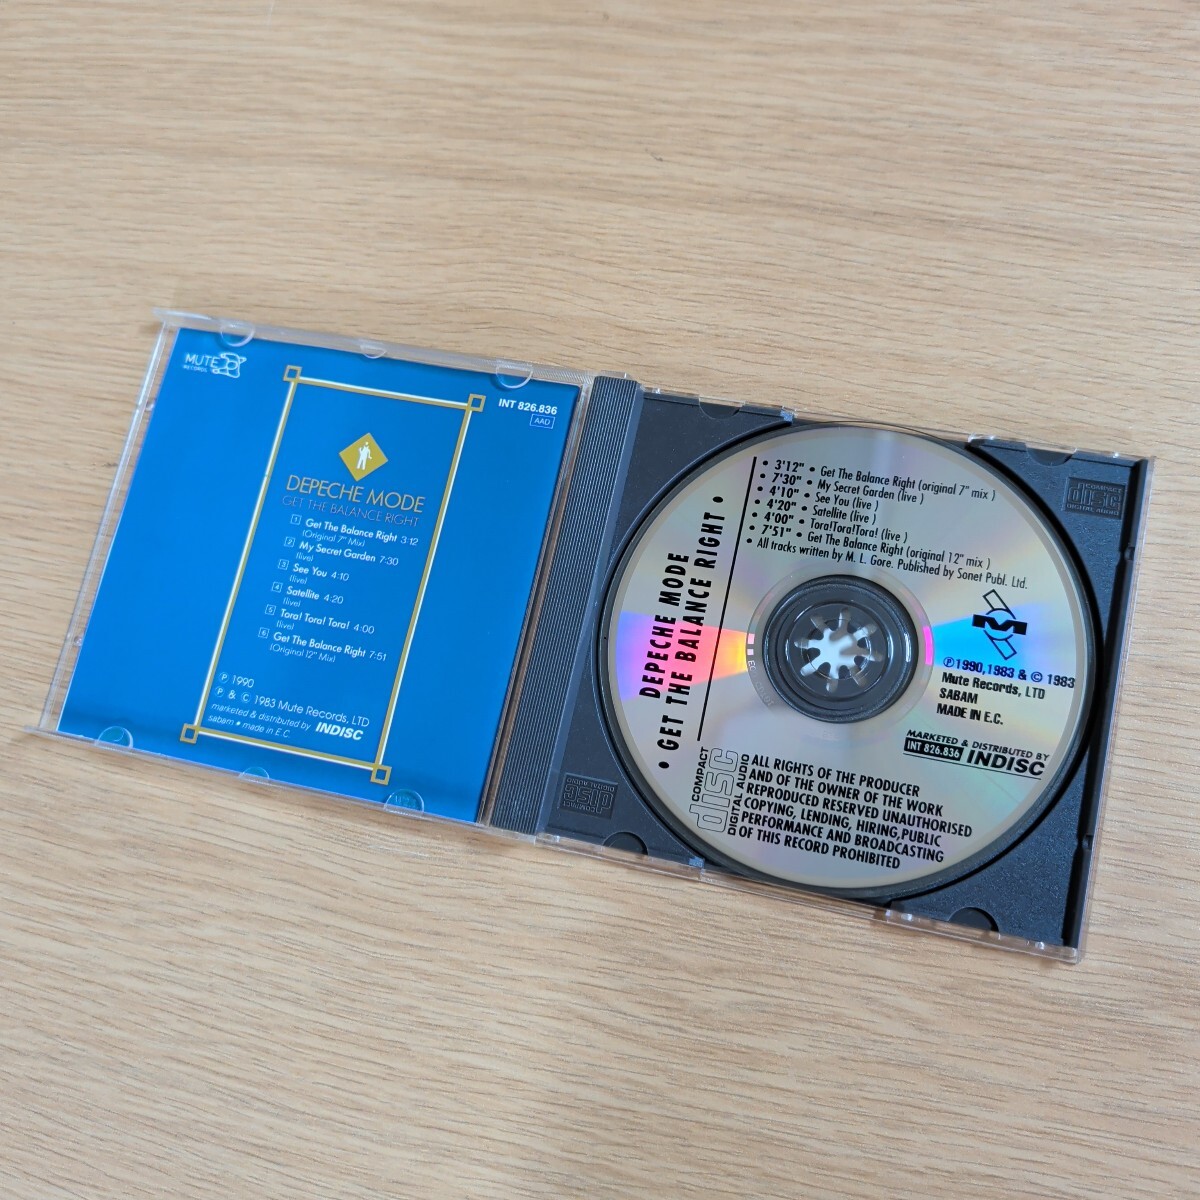 MUTE
RECORDS
INT 826.836
AAD
DEPECHE MODE
GET THE BALANCE RIGHT
1 Get The Balance Right 3:12
(Original 7" Mix)
2 My Secret Garden 7:30
(live)
3 See You 4:10
(live)
4 Satellite 4:20
(live)
5 Tora! Tora! Tora! 4:00
(live)
6 Get The Balance Right 7:51
(Original 12" Mix)
℗ 1990
℗ & © 1983 Mute Records, LTD
marketed & distributed by INDISC
sabam • made in E.C.
COMPACT
disc
DIGITAL AUDIO
COMPACT
disc
DIGITAL AUDIO
• DEPECHE MODE
• GET THE BALANCE RIGHT •
• 3'12" • Get The Balance Right (original 7" mix )
• 7'30" • My Secret Garden (live )
• 4'10" • See You (live )
• 4'20" • Satellite (live )
• 4'00" • Tora!Tora!Tora! (live )
• 7'51" • Get The Balance Right (original 12" mix )
• All tracks written by M. L. Gore. Published by Sonet Publ. Ltd.
M
℗1990,1983 & © 1983
Mute Records, LTD
SABAM
MADE IN E.C.
MARKETED & DISTRIBUTED BY
INT 826.836 INDISC
COMPACT
disc
DIGITAL AUDIO
ALL RIGHTS OF THE PRODUCER
AND OF THE OWNER OF THE WORK
REPRODUCED RESERVED UNAUTHORISED
COPYING, LENDING, HIRING,PUBLIC
PERFORMANCE AND BROADCASTING
OF THIS RECORD PROHIBITED